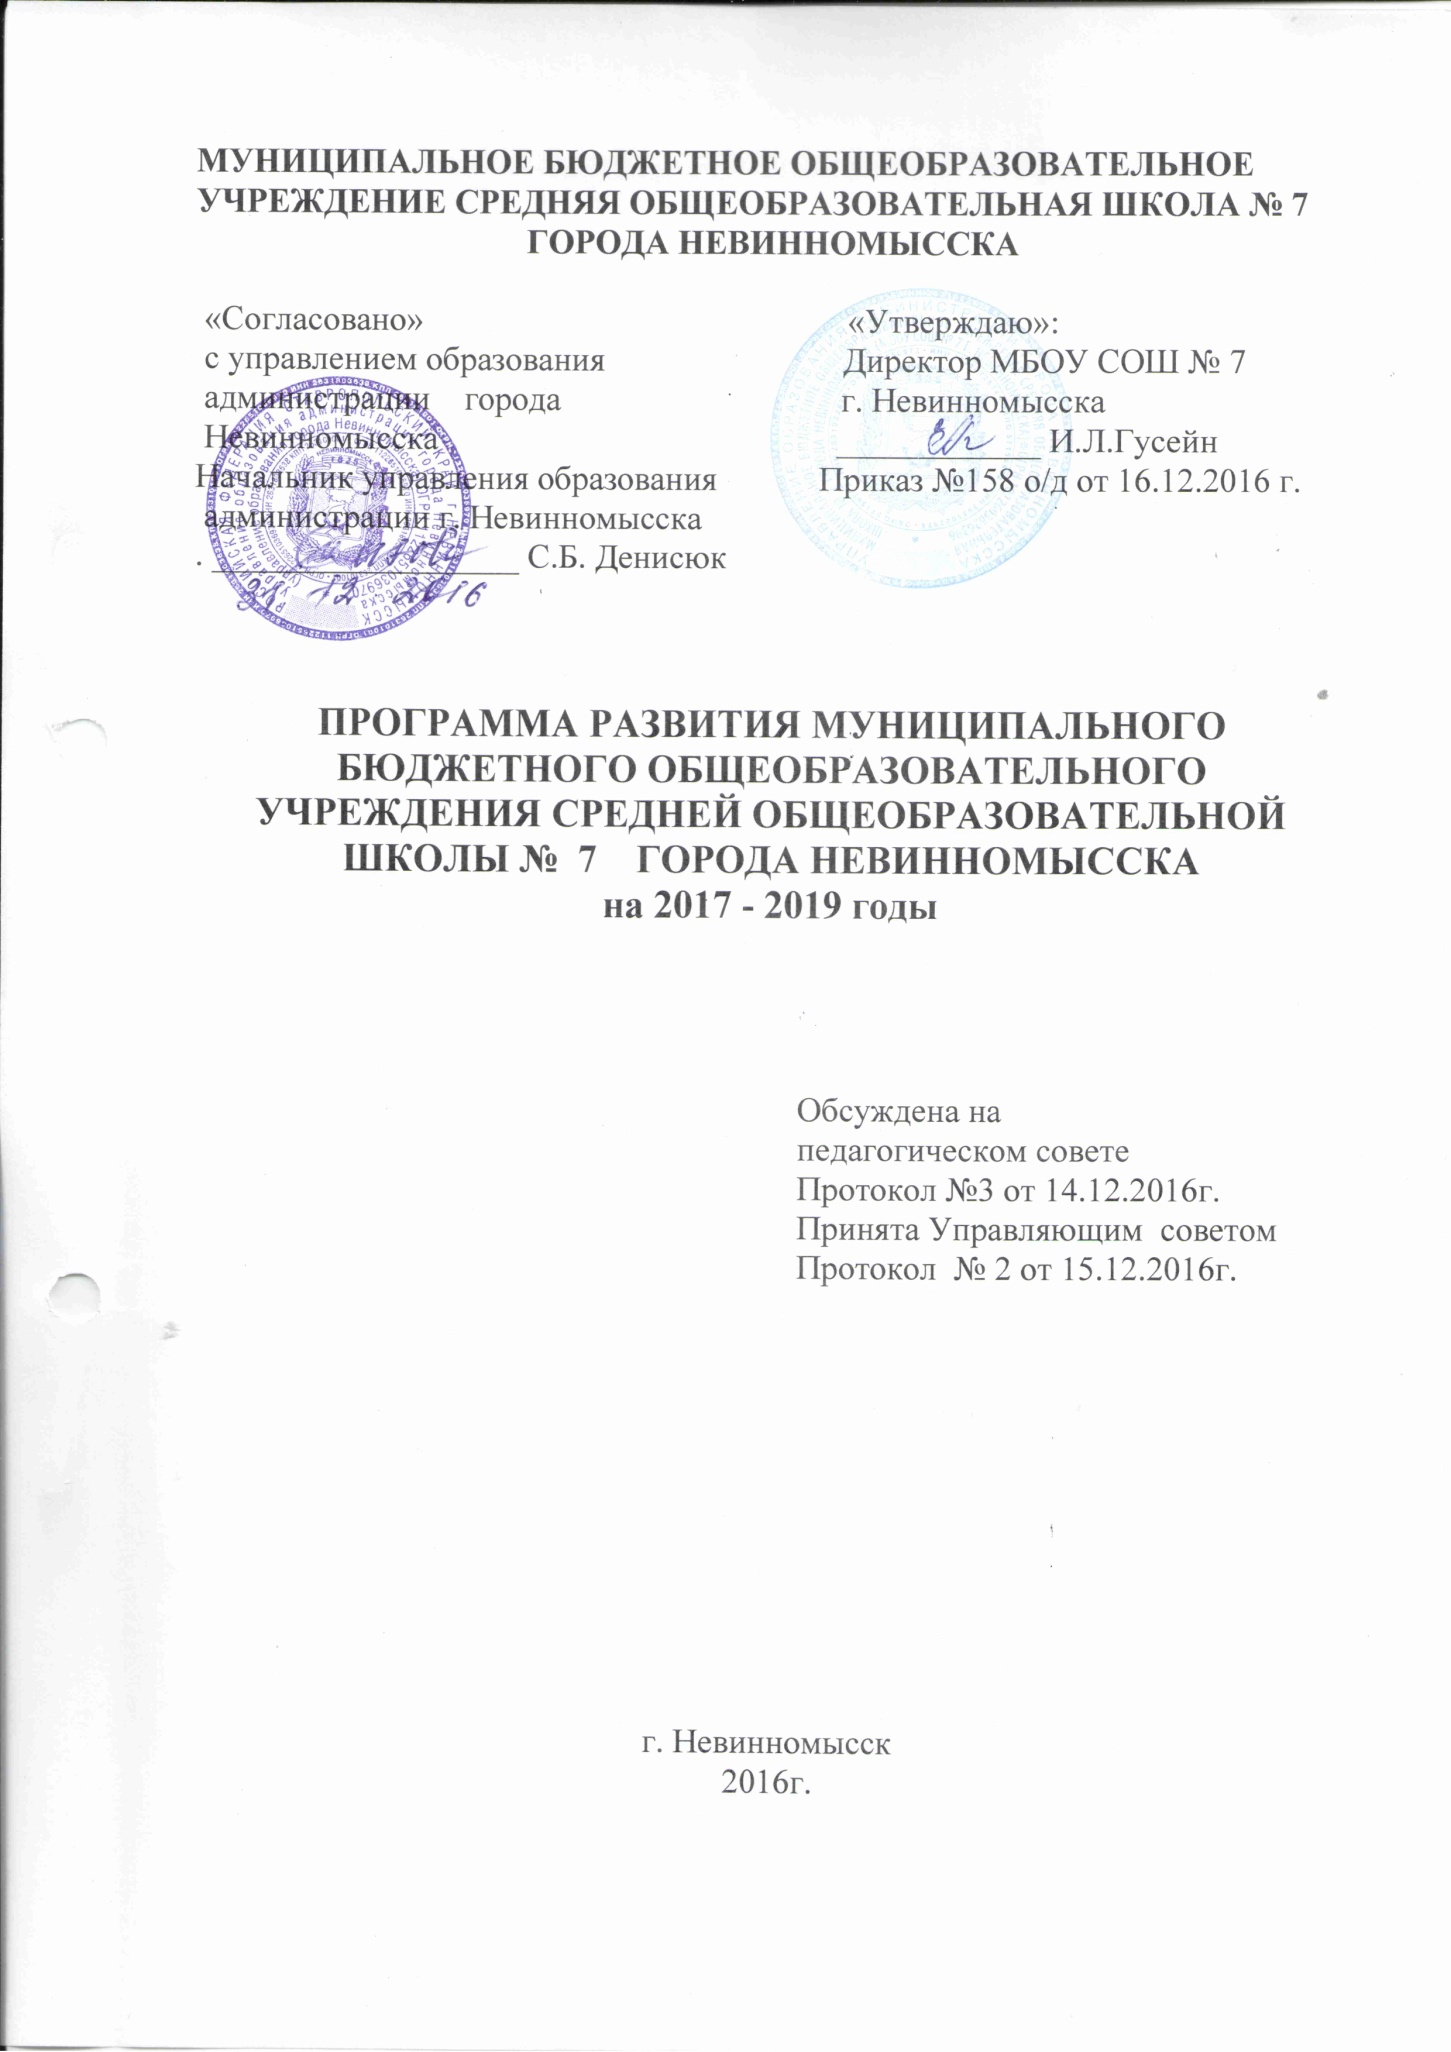 МУНИЦИПАЛЬНОЕ БЮДЖЕТНОЕ ОБЩЕОБРАЗОВАТЕЛЬНОЕ
УЧРЕЖДЕНИЕ СРЕДНЯЯ ОБЩЕОБРАЗОВАТЕЛЬНАЯ ШКОЛА № 7
ГОРОДА НЕВИННОМЫССКА
«Согласовано»
с управлением образования
администрации города
Невинномысска
Начальник управления образования
администрации г. Невинномысска
. __________________ С.Б. Денисюк
12 2016
«Утверждаю»:
Директор МБОУ СОШ № 7
г. Невинномысска
____________ И.Л.Гусейн
Приказ №158 о/д от 16.12.2016 г.
ПРОГРАММА РАЗВИТИЯ МУНИЦИПАЛЬНОГО
БЮДЖЕТНОГО ОБЩЕОБРАЗОВАТЕЛЬНОГО
УЧРЕЖДЕНИЯ СРЕДНЕЙ ОБЩЕОБРАЗОВАТЕЛЬНОЙ
ШКОЛЫ № 7 ГОРОДА НЕВИННОМЫССКА
на 2017 - 2019 годы
Обсуждена на
педагогическом совете
Протокол №3 от 14.12.2016г.
Принята Управляющим советом
Протокол № 2 от 15.12.2016г.
г. Невинномысск
2016г.